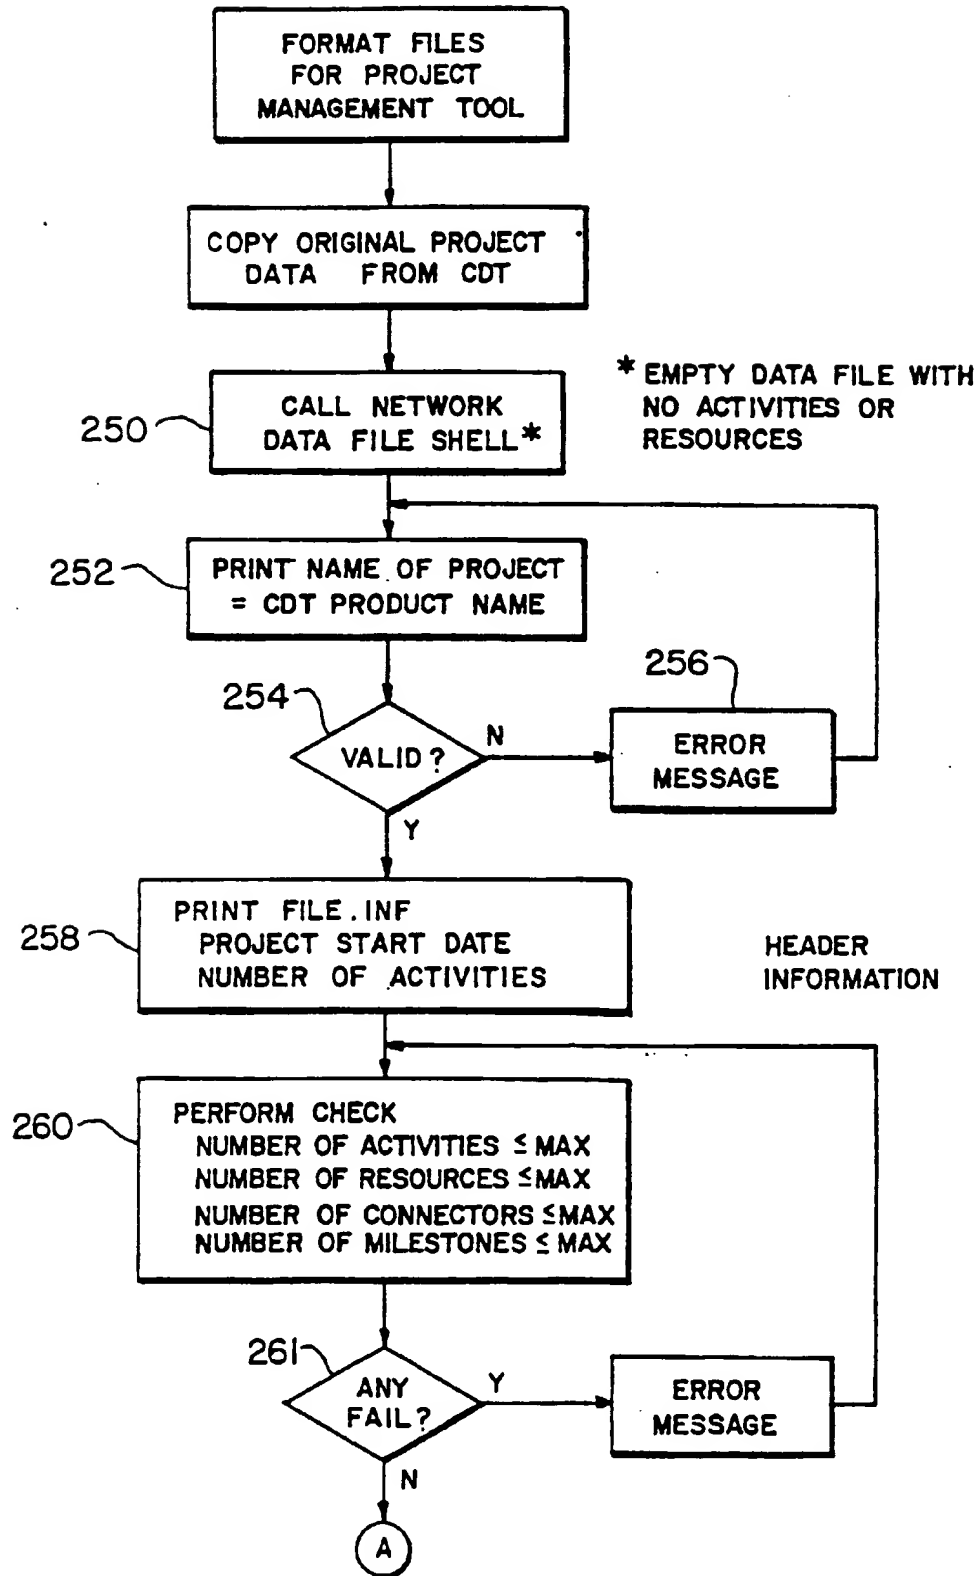 FORMAT FILES
FOR PROJECT
MANAGEMENT TOOL
COPY ORIGINAL PROJECT
DATA FROM CDT
250
CALL NETWORK
DATA FILE SHELL*
* EMPTY DATA FILE WITH
NO ACTIVITIES OR
RESOURCES
252
PRINT NAME OF PROJECT
= CDT PRODUCT NAME
254
VALID?
N
256
ERROR
MESSAGE
Y
258
PRINT FILE.INF
PROJECT START DATE
NUMBER OF ACTIVITIES
HEADER
INFORMATION
260
PERFORM CHECK
NUMBER OF ACTIVITIES ≤ MAX
NUMBER OF RESOURCES ≤ MAX
NUMBER OF CONNECTORS ≤ MAX
NUMBER OF MILESTONES ≤ MAX
261
ANY
FAIL?
Y
ERROR
MESSAGE
N
A